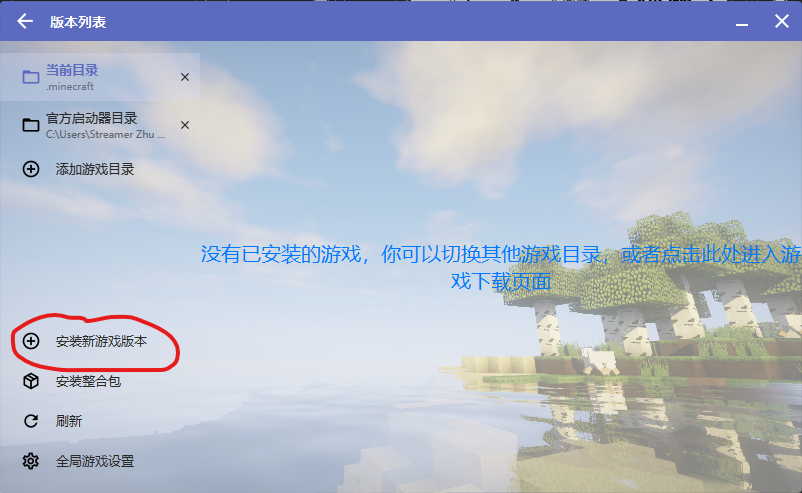 版本列表
当前目录
.minecraft
官方启动器目录
C:\Users\Streamer Zhu ...
添加游戏目录
没有已安装的游戏，你可以切换其他游戏目录，或者点击此处进入游
戏下载页面
安装新游戏版本
安装整合包
刷新
全局游戏设置